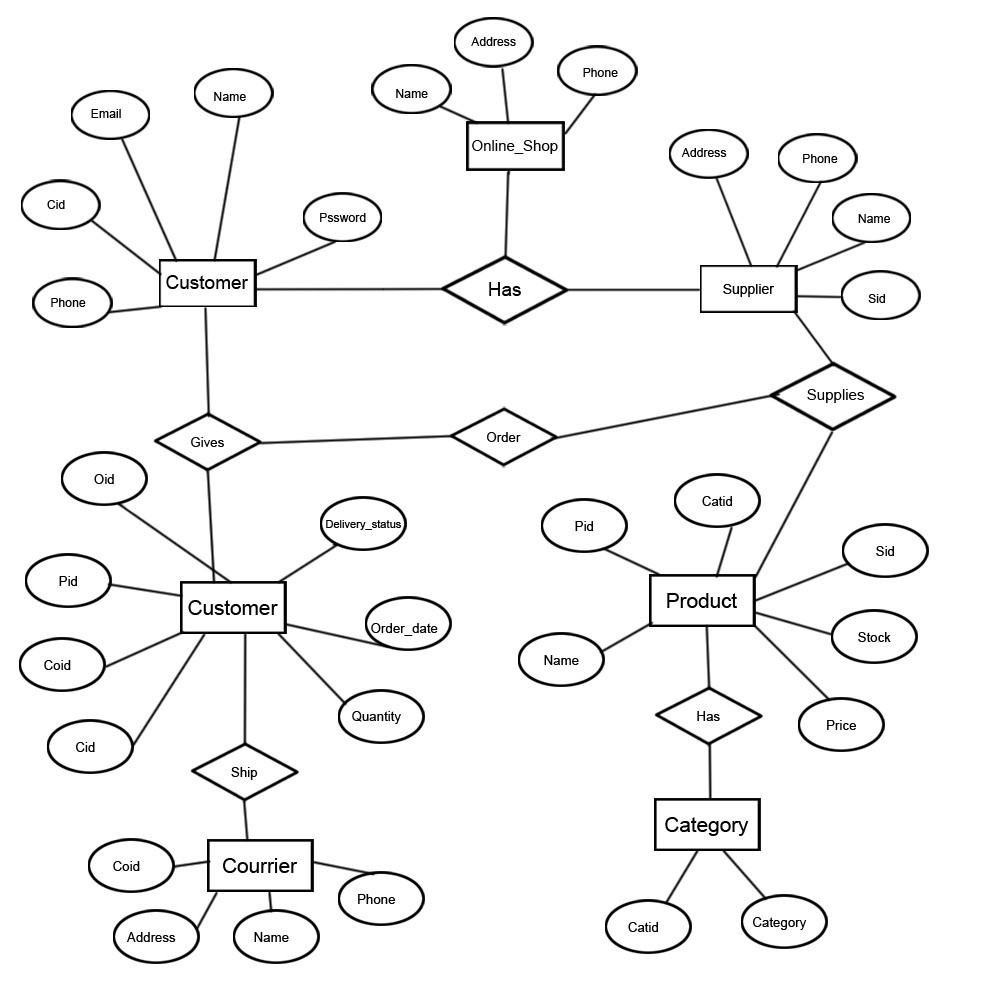 Address
Phone
Name
Online_Shop
Name
Email
Cid
Pssword
Customer
Phone
Has
Address
Phone
Name
Supplier
Sid
Gives
Order
Supplies
Oid
Delivery_status
Pid
Customer
Order_date
Coid
Quantity
Cid
Ship
Coid
Courrier
Phone
Address
Name
Pid
Catid
Sid
Product
Stock
Name
Price
Has
Category
Catid
Category